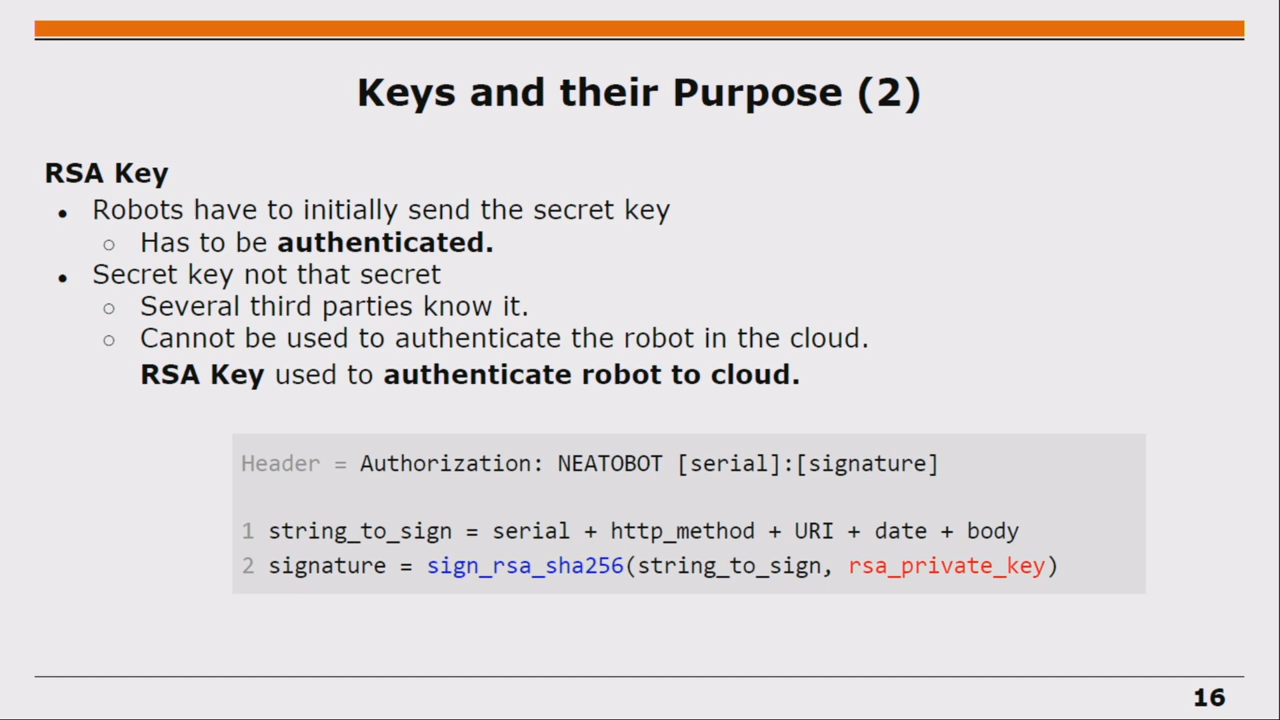 Keys and their Purpose (2)
RSA Key
• Robots have to initially send the secret key
○ Has to be authenticated.
• Secret key not that secret
○ Several third parties know it.
○ Cannot be used to authenticate the robot in the cloud.
RSA Key used to authenticate robot to cloud.
Header = Authorization: NEATOBOT [serial]:[signature]
1 string_to_sign = serial + http_method + URI + date + body
2 signature = sign_rsa_sha256(string_to_sign, rsa_private_key)
16